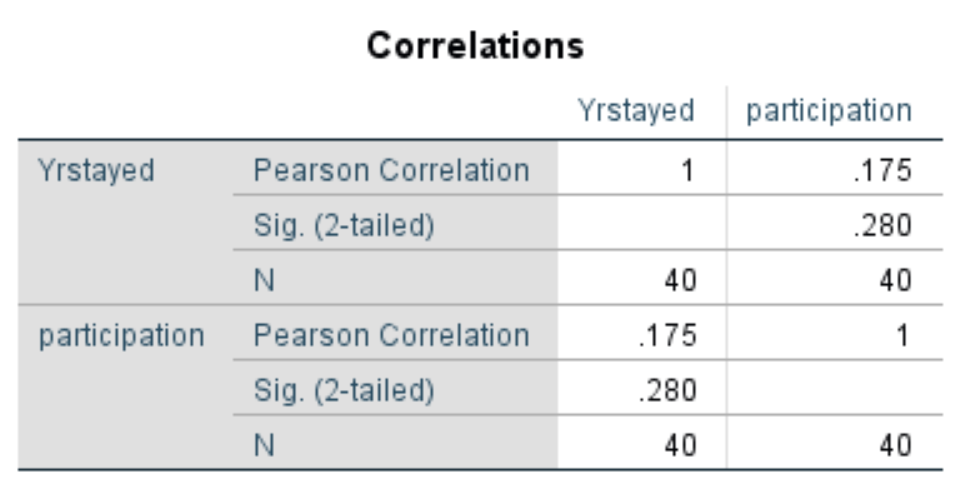 Correlations
Yrstayed participation
Yrstayed Pearson Correlation 1 .175
Sig. (2-tailed) .280
N 40 40
participation Pearson Correlation .175 1
Sig. (2-tailed) .280
N 40 40